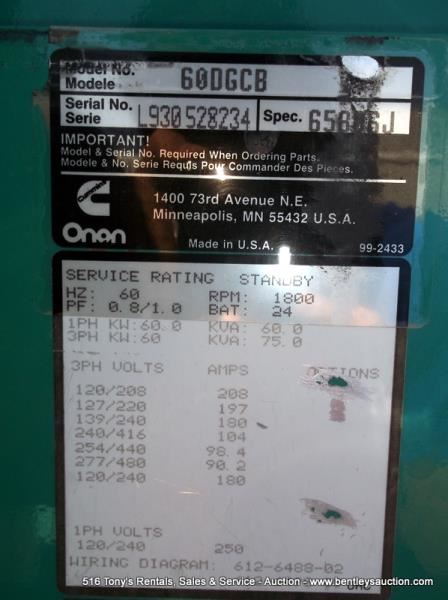 Model No.
Modele 60DGCB
Serial No.
Serie L930528234 Spec.
IMPORTANT!
Model & Serial No. Required When Ordering Parts.
Modele & No. Serie Requis Pour Commander Des Pieces.
Cummins
Onan
1400 73rd Avenue N.E.
Minneapolis, MN 55432 U.S.A.
Made in U.S.A. 99-2433
SERVICE RATING STANDBY
HZ: 60 RPM: 1800
PF: 0.8/1.0 BAT: 24
1PH KW:60.0 KVA: 60.0
3PH KW:60 KVA: 75.0
3PH VOLTS AMPS OPTIONS
120/208 208
127/220 197
139/240 180
240/416 104
254/440 98.4
277/480 90.2
120/240 180
1PH VOLTS
120/240 250
WIRING DIAGRAM: 612-6488-02
516 Tony's Rentals, Sales & Service - Auction - www.bentleysauction.com